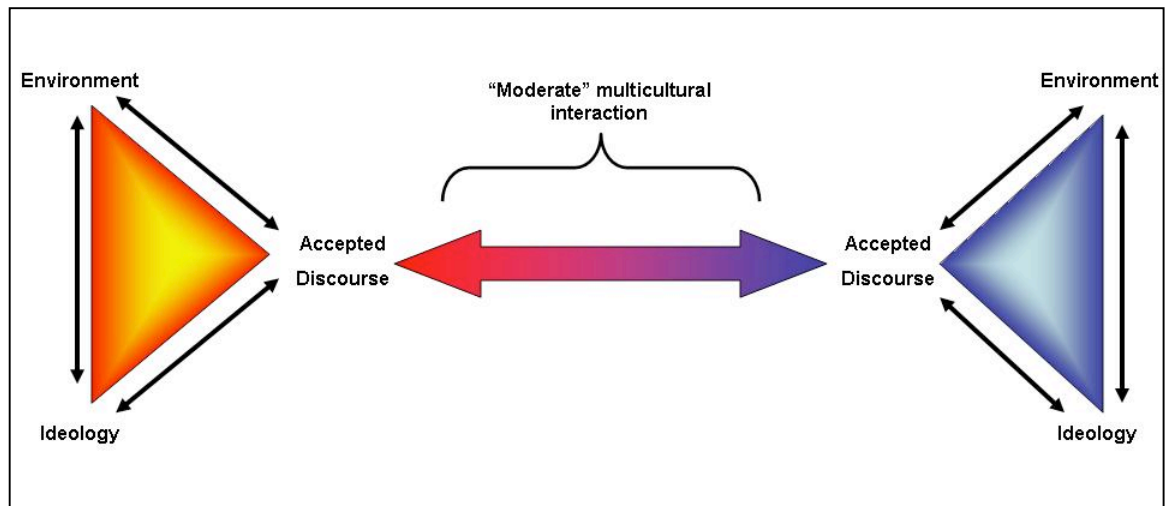 Environment
“Moderate” multicultural
interaction
Environment
Accepted
Discourse
Accepted
Discourse
Ideology
Ideology